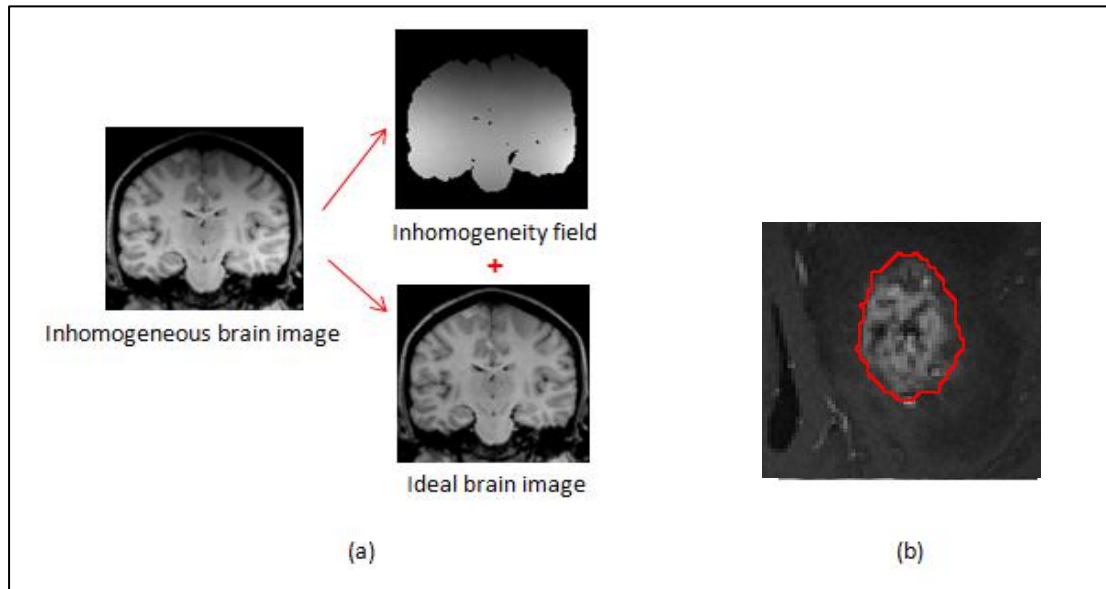 Inhomogeneity field
+
Inhomogeneous brain image
Ideal brain image
(a)
(b)